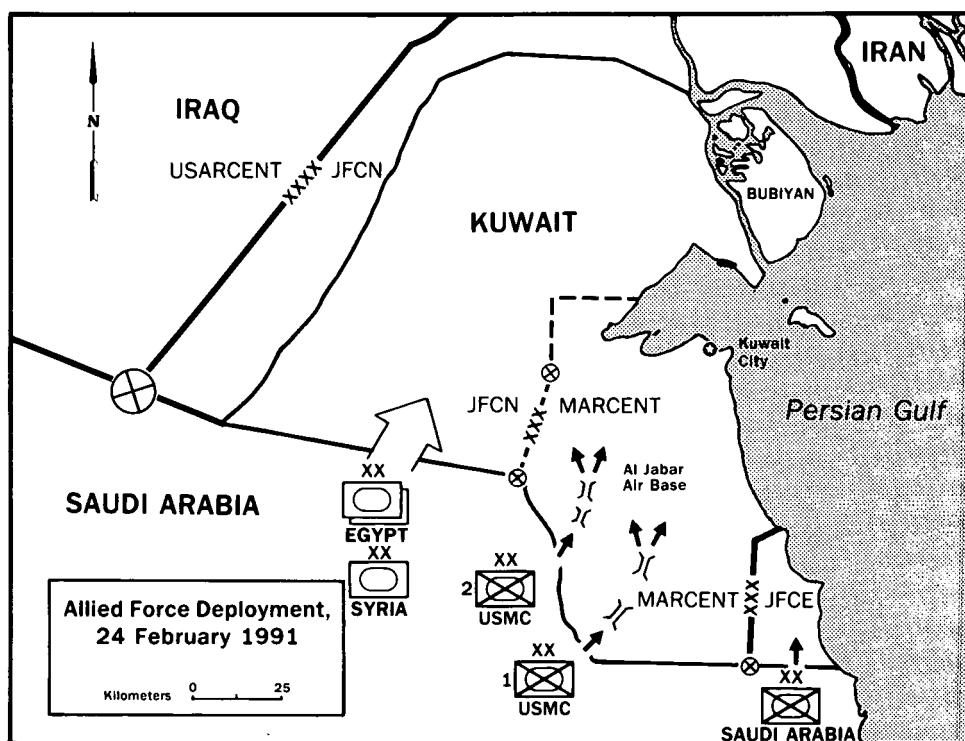 IRAN
IRAQ
N
USARCENT XXXX JFCN
BUBIYAN
KUWAIT
Kuwait
City
JFCN XXX MARCENT
Persian Gulf
Al Jabar
Air Base
XX
EGYPT
SAUDI ARABIA
XX
SYRIA
XX
2
USMC
MARCENT XXX JFCE
XX
1
USMC
XX
SAUDI ARABIA
Allied Force Deployment,
24 February 1991
Kilometers 0 25